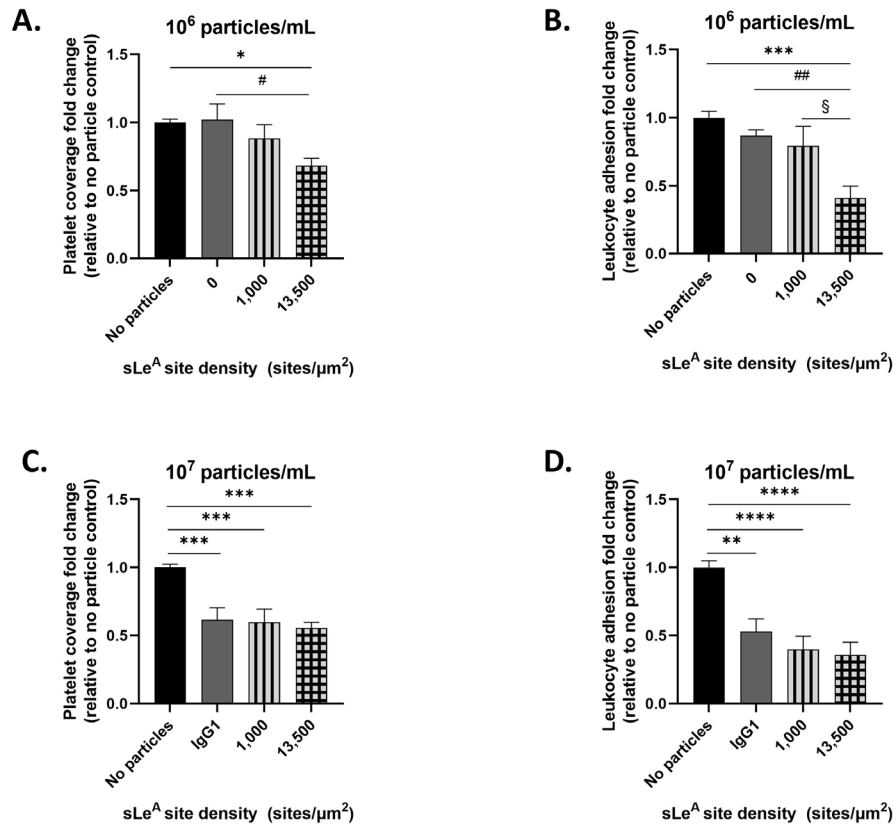 A.
10⁶ particles/mL
Platelet coverage fold change
(relative to no particle control)
1.5
1.0
0.5
0.0
*
#
No particles
0
1,000
13,500
sLeᴬ site density (sites/µm²)
B.
10⁶ particles/mL
Leukocyte adhesion fold change
(relative to no particle control)
1.5
1.0
0.5
0.0
***
##
§
No particles
0
1,000
13,500
sLeᴬ site density (sites/µm²)
C.
10⁷ particles/mL
Platelet coverage fold change
(relative to no particle control)
1.5
1.0
0.5
0.0
***
***
***
No particles
IgG1
1,000
13,500
sLeᴬ site density (sites/µm²)
D.
10⁷ particles/mL
Leukocyte adhesion fold change
(relative to no particle control)
1.5
1.0
0.5
0.0
****
****
**
No particles
IgG1
1,000
13,500
sLeᴬ site density (sites/µm²)